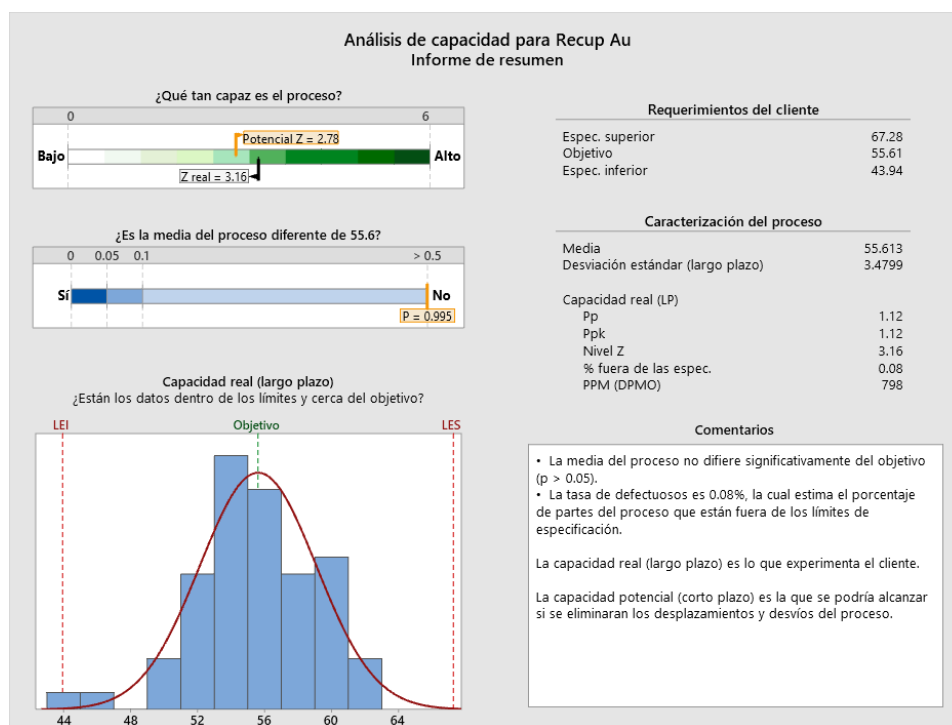 Análisis de capacidad para Recup Au
Informe de resumen
¿Qué tan capaz es el proceso?
0 6
Potencial Z = 2.78
Bajo Alto
Z real = 3.16
¿Es la media del proceso diferente de 55.6?
0 0.05 0.1 > 0.5
Sí No
P = 0.995
Capacidad real (largo plazo)
¿Están los datos dentro de los límites y cerca del objetivo?
LEI Objetivo LES
44 48 52 56 60 64
Requerimientos del cliente
Espec. superior 67.28
Objetivo 55.61
Espec. inferior 43.94
Caracterización del proceso
Media 55.613
Desviación estándar (largo plazo) 3.4799
Capacidad real (LP)
Pp 1.12
Ppk 1.12
Nivel Z 3.16
% fuera de las espec. 0.08
PPM (DPMO) 798
Comentarios
• La media del proceso no difiere significativamente del objetivo
(p > 0.05).
• La tasa de defectuosos es 0.08%, la cual estima el porcentaje
de partes del proceso que están fuera de los límites de
especificación.
La capacidad real (largo plazo) es lo que experimenta el cliente.
La capacidad potencial (corto plazo) es la que se podría alcanzar
si se eliminaran los desplazamientos y desvíos del proceso.